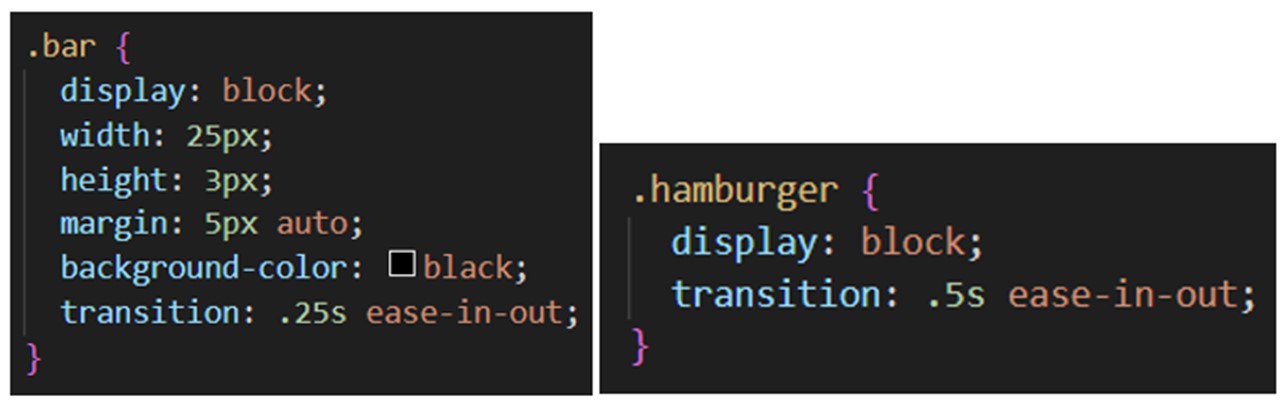 .bar {
display: block;
width: 25px;
height: 3px;
margin: 5px auto;
background-color: black;
transition: .25s ease-in-out;
}
.hamburger {
display: block;
transition: .5s ease-in-out;
}